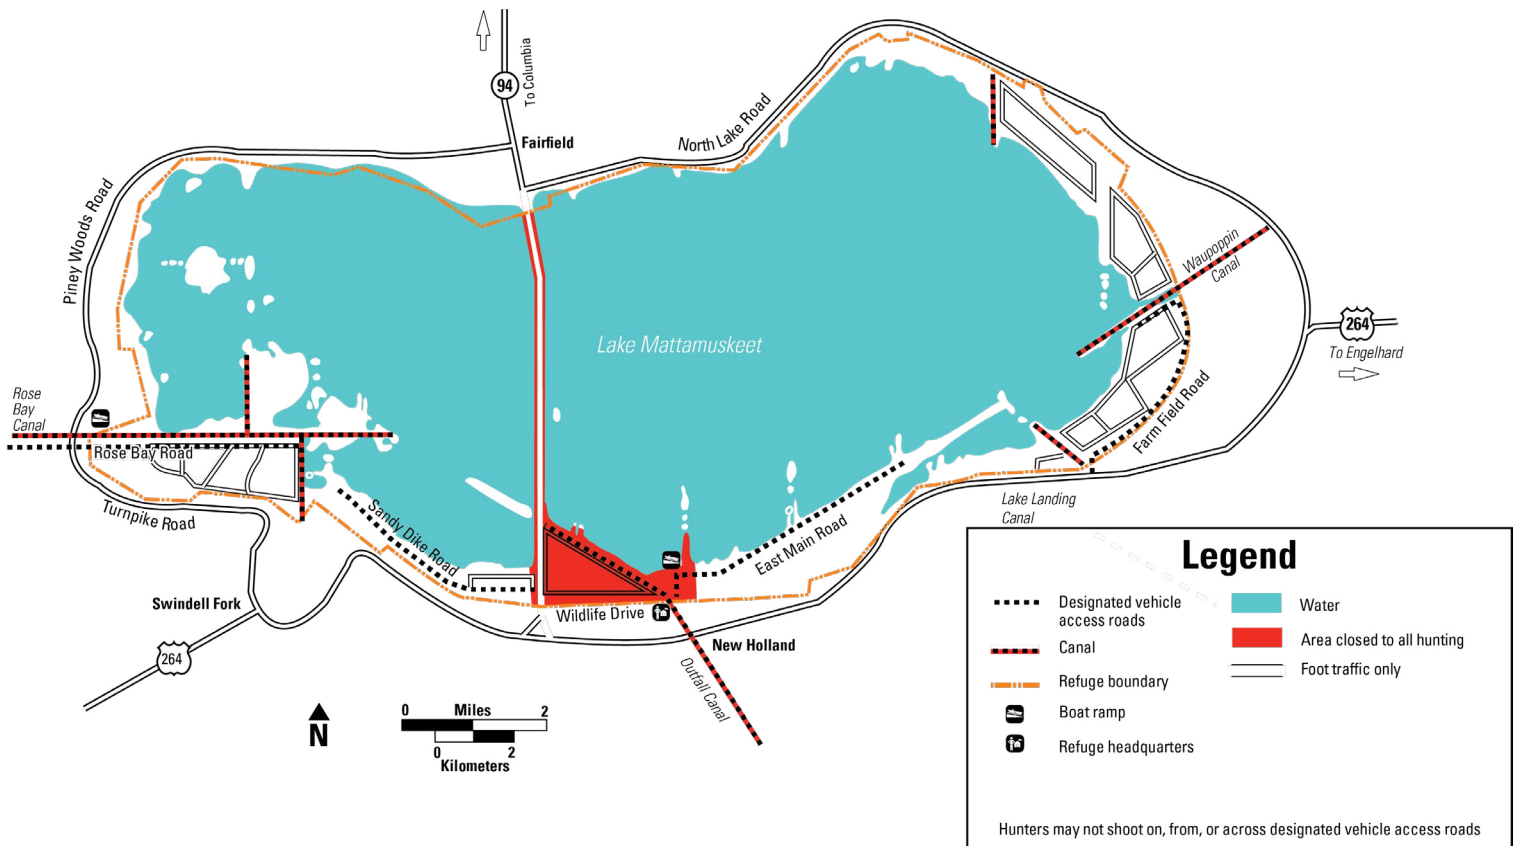 94
To Columbia
Fairfield
North Lake Road
Piney Woods Road
Waupoppin
Canal
Lake Mattamuskeet
264
To Engelhard
Rose
Bay
Canal
Rose Bay Road
Farm Field Road
Turnpike Road
Sandy Dike Road
Lake Landing
Canal
East Main Road
Swindell Fork
Wildlife Drive
New Holland
264
Outfall Canal
N
0 Miles 2
0 2
Kilometers
Legend
Designated vehicle
access roads
Canal
Refuge boundary
Boat ramp
Refuge headquarters
Water
Area closed to all hunting
Foot traffic only
Hunters may not shoot on, from, or across designated vehicle access roads